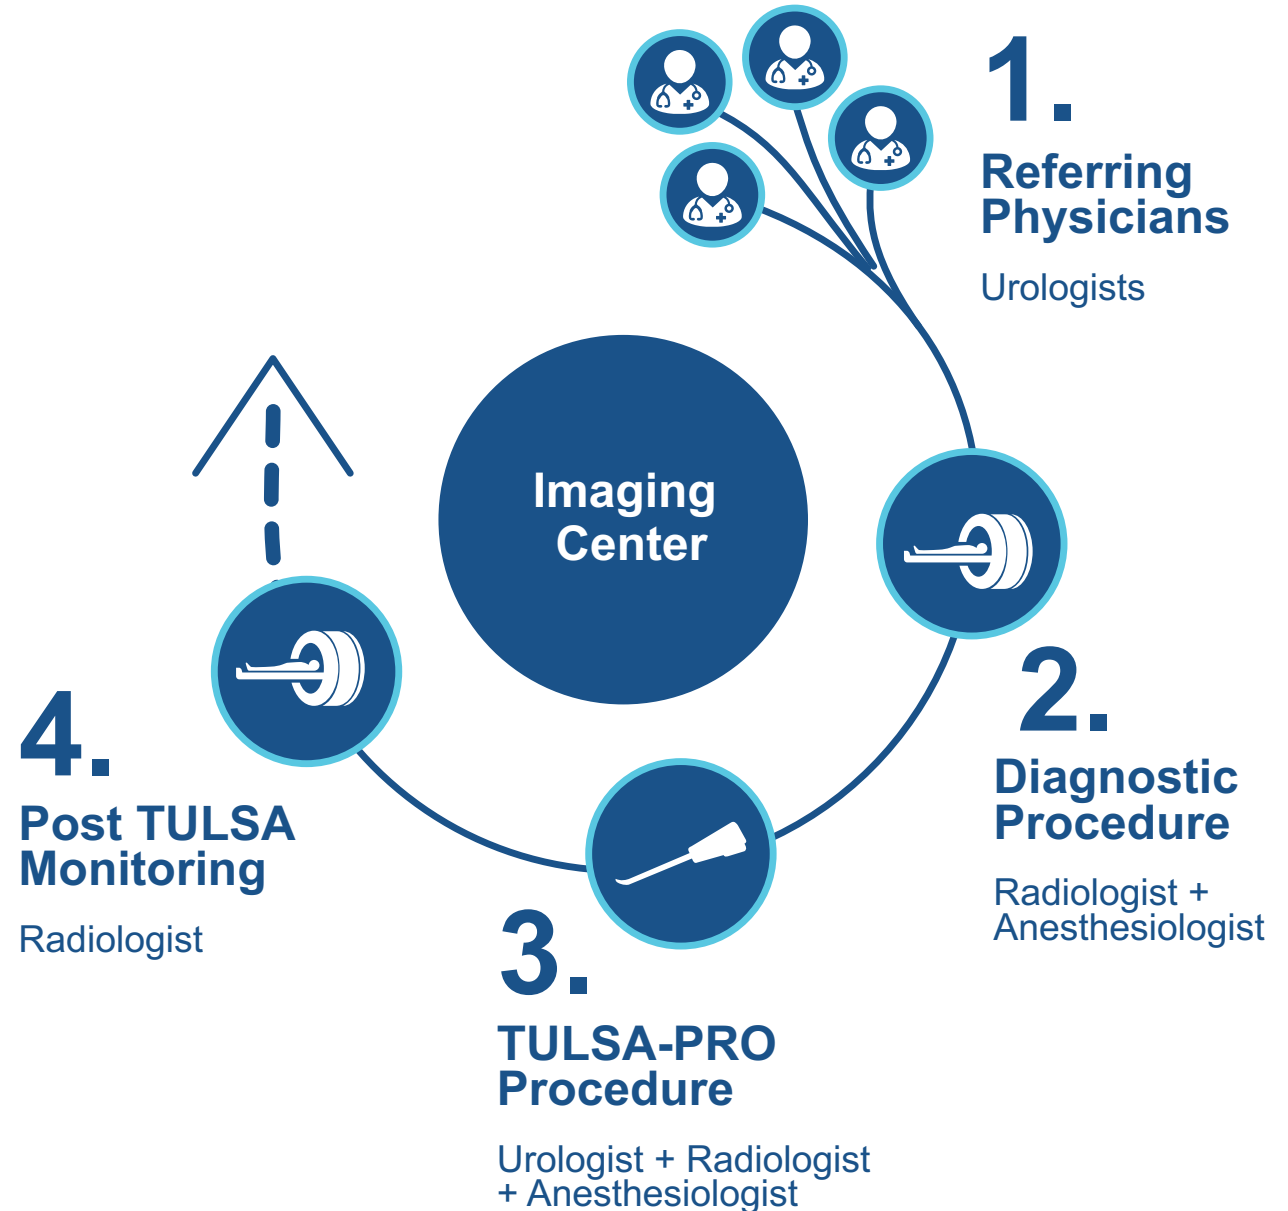 1.
Referring
Physicians
Urologists
Imaging
Center
2.
Diagnostic
Procedure
Radiologist +
Anesthesiologist
3.
TULSA-PRO
Procedure
Urologist + Radiologist
+ Anesthesiologist
4.
Post TULSA
Monitoring
Radiologist